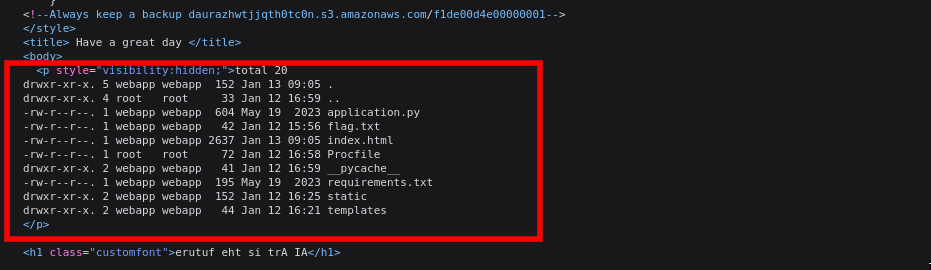 }
<!--Always keep a backup daurazhwtjjqth0tc0n.s3.amazonaws.com/f1de00d4e00000001-->
</style>
<title> Have a great day </title>
<body>
<p style="visibility:hidden;">total 20
drwxr-xr-x. 5 webapp webapp  152 Jan 13 09:05 .
drwxr-xr-x. 4 root   root     33 Jan 12 16:59 ..
-rw-r--r--. 1 webapp webapp  604 May 19  2023 application.py
-rw-r--r--. 1 webapp webapp   42 Jan 12 15:56 flag.txt
-rw-r--r--. 1 webapp webapp 2637 Jan 13 09:05 index.html
-rw-r--r--. 1 root   root     72 Jan 12 16:58 Procfile
drwxr-xr-x. 2 webapp webapp   41 Jan 12 16:59 __pycache__
-rw-r--r--. 1 webapp webapp  195 May 19  2023 requirements.txt
drwxr-xr-x. 2 webapp webapp  152 Jan 12 16:25 static
drwxr-xr-x. 2 webapp webapp   44 Jan 12 16:21 templates
</p>
<h1 class="customfont">erutuf eht si trA IA</h1>